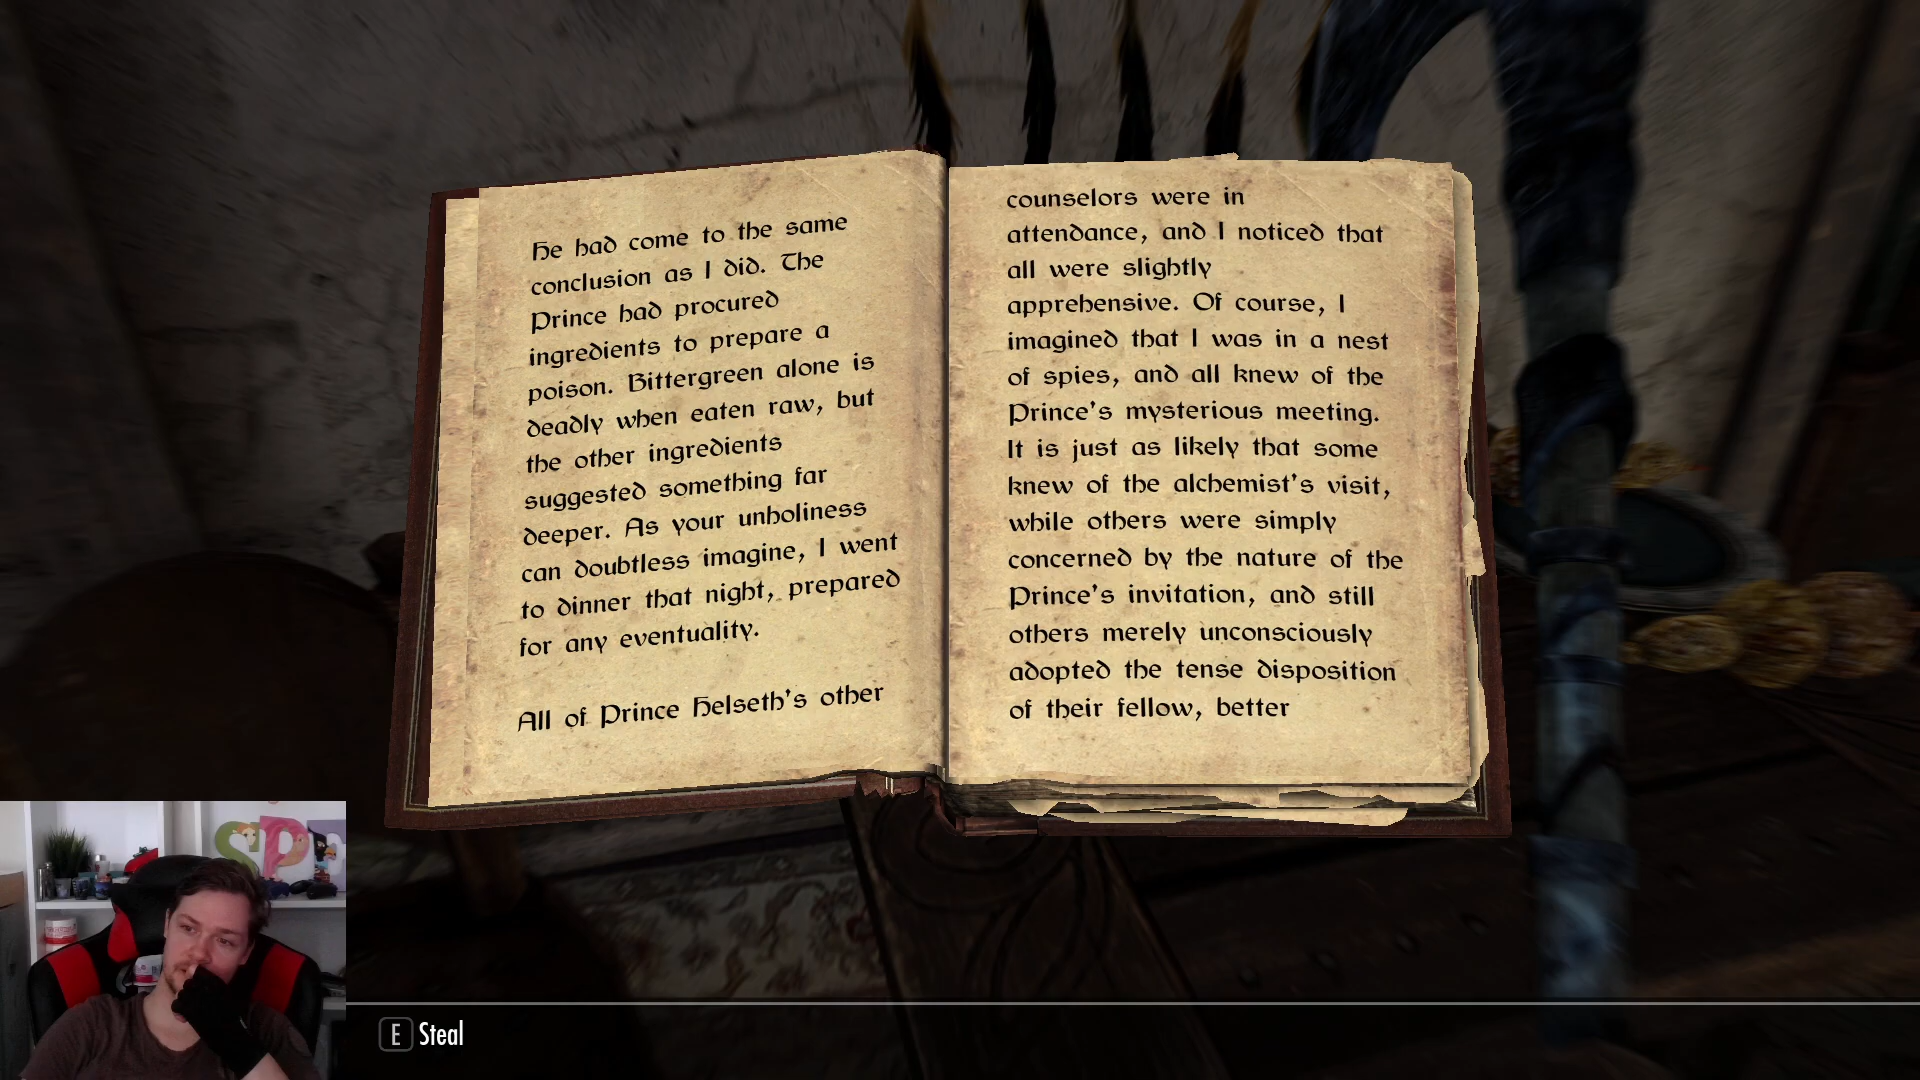 He had come to the same
conclusion as I did. The
Prince had procured
ingredients to prepare a
poison. Bittergreen alone is
deadly when eaten raw, but
the other ingredients
suggested something far
deeper. As your unholiness
can doubtless imagine, I went
to dinner that night, prepared
for any eventuality.
All of Prince Helseth's other
counselors were in
attendance, and I noticed that
all were slightly
apprehensive. Of course, I
imagined that I was in a nest
of spies, and all knew of the
Prince's mysterious meeting.
It is just as likely that some
knew of the alchemist's visit,
while others were simply
concerned by the nature of the
Prince's invitation, and still
others merely unconsciously
adopted the tense disposition
of their fellow, better
SPE
E Steal